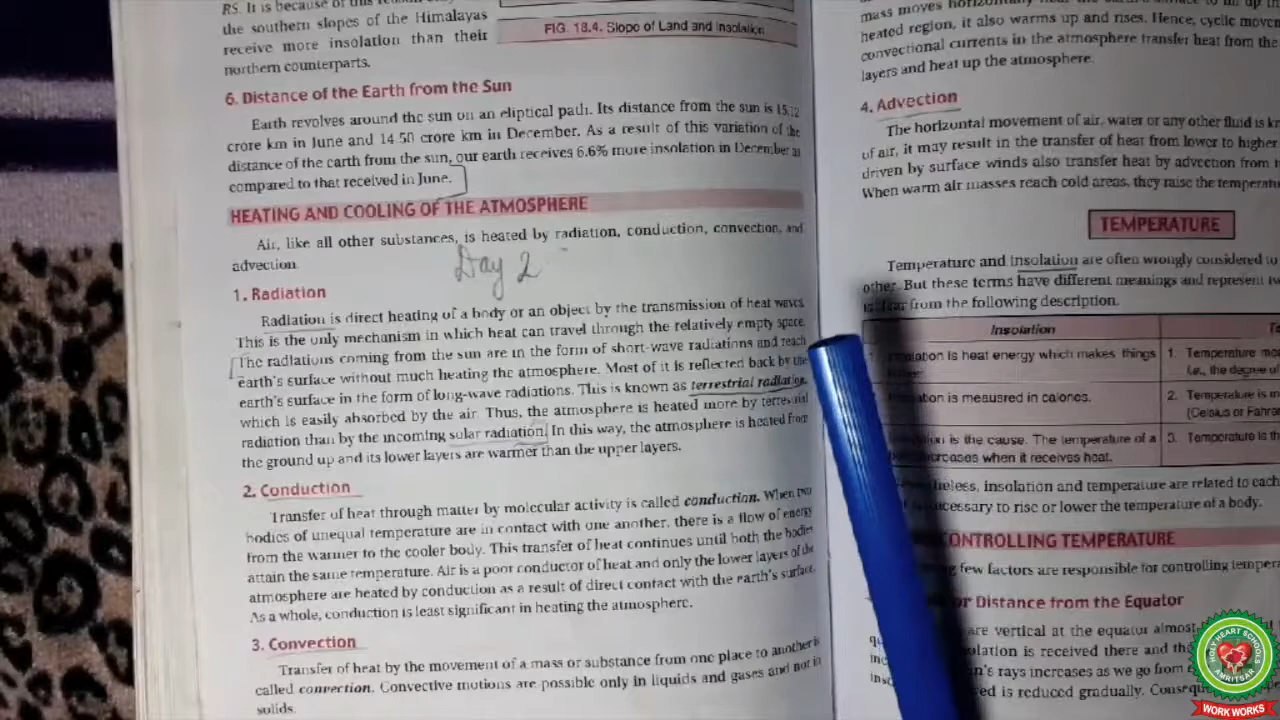 RS. It is because of this reason
the southern slopes of the Himalayas
receive more insolation than their
northern counterparts.
FIG. 18.4. Slope of Land and Insolation
6. Distance of the Earth from the Sun
Earth revolves around the sun on an eliptical path. Its distance from the sun is 15.12
crore km in June and 14.50 crore km in December. As a result of this variation of the
distance of the earth from the sun, our earth receives 6.6% more insolation in December as
compared to that received in June.
HEATING AND COOLING OF THE ATMOSPHERE
Air, like all other substances, is heated by radiation, conduction, convection, and
advection.
Day 2
1. Radiation
Radiation is direct heating of a body or an object by the transmission of heat waves.
This is the only mechanism in which heat can travel through the relatively empty space.
The radiations coming from the sun are in the form of short-wave radiations and reach
earth's surface without much heating the atmosphere. Most of it is reflected back by the
earth's surface in the form of long-wave radiations. This is known as terrestrial radiation,
which is easily absorbed by the air. Thus, the atmosphere is heated more by terrestrial
radiation than by the incoming solar radiation. In this way, the atmosphere is heated from
the ground up and its lower layers are warmer than the upper layers.
2. Conduction
Transfer of heat through matter by molecular activity is called conduction. When two
bodies of unequal temperature are in contact with one another, there is a flow of energy
from the warmer to the cooler body. This transfer of heat continues until both the bodies
attain the same temperature. Air is a poor conductor of heat and only the lower layers of the
atmosphere are heated by conduction as a result of direct contact with the earth's surface.
As a whole, conduction is least significant in heating the atmosphere.
3. Convection
Transfer of heat by the movement of a mass or substance from one place to another is
called convection. Convective motions are possible only in liquids and gases and not in
solids.
mass moves horizontally
heated region, it also warms up and rises. Hence, cyclic
convectional currents in the atmosphere transfer heat from the
layers and heat up the atmosphere.
4. Advection
The horizontal movement of air, water or any other fluid is
of air, it may result in the transfer of heat from lower to higher
driven by surface winds also transfer heat by advection from
When warm air masses reach cold areas, they raise the
TEMPERATURE
Temperature and insolation are often wrongly considered to
other. But these terms have different meanings and represent
from the following description.
Insolation
is heat energy which makes things
1. Temperature
i.e., the degree of
is measured in calories.
2. Temperature is
(Celsius or
is the cause. The temperature of a
when it receives heat.
3. Temperature is
insolation and temperature are related to each
to rise or lower the temperature of a body.
CONTROLLING TEMPERATURE
few factors are responsible for controlling
or Distance from the Equator
are vertical at the equator almost
is received there and
rays increases as we go from
is reduced gradually.
HOLY HEART SCHOOLS
AMRITSAR
WORK WORKS